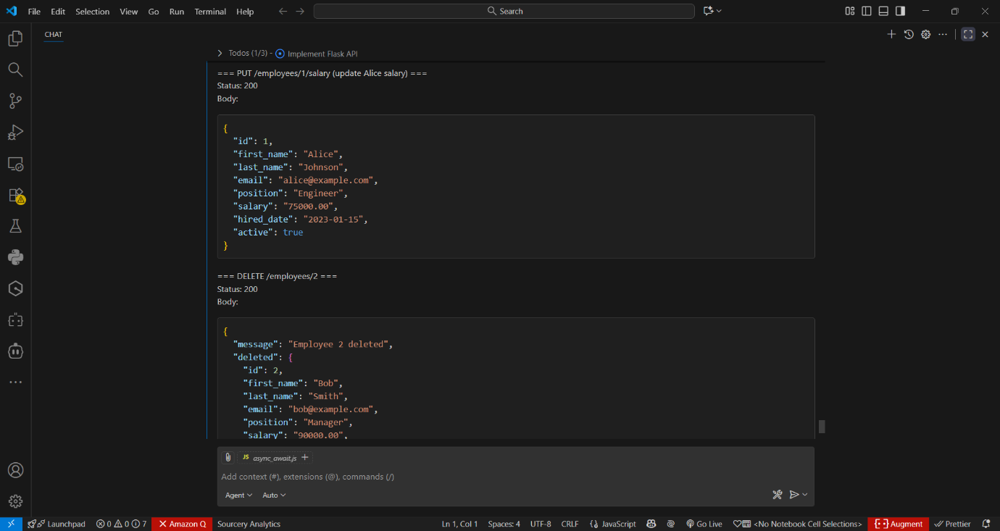 File Edit Selection View Go Run Terminal Help
Search
CHAT
Todos (1/3) - Implement Flask API
=== PUT /employees/1/salary (update Alice salary) ===
Status: 200
Body:
{
"id": 1,
"first_name": "Alice",
"last_name": "Johnson",
"email": "alice@example.com",
"position": "Engineer",
"salary": "75000.00",
"hired_date": "2023-01-15",
"active": true
}
=== DELETE /employees/2 ===
Status: 200
Body:
{
"message": "Employee 2 deleted",
"deleted": {
"id": 2,
"first_name": "Bob",
"last_name": "Smith",
"email": "bob@example.com",
"position": "Manager",
"salary": "90000.00",
JS async_await.js +
Add context (#), extensions (@), commands (/)
Agent Auto
Launchpad 0 0 7 Amazon Q Sourcery Analytics Ln 1, Col 1 Spaces: 4 UTF-8 CRLF {} JavaScript Go Live <No Notebook Cell Selections> Augment Prettier